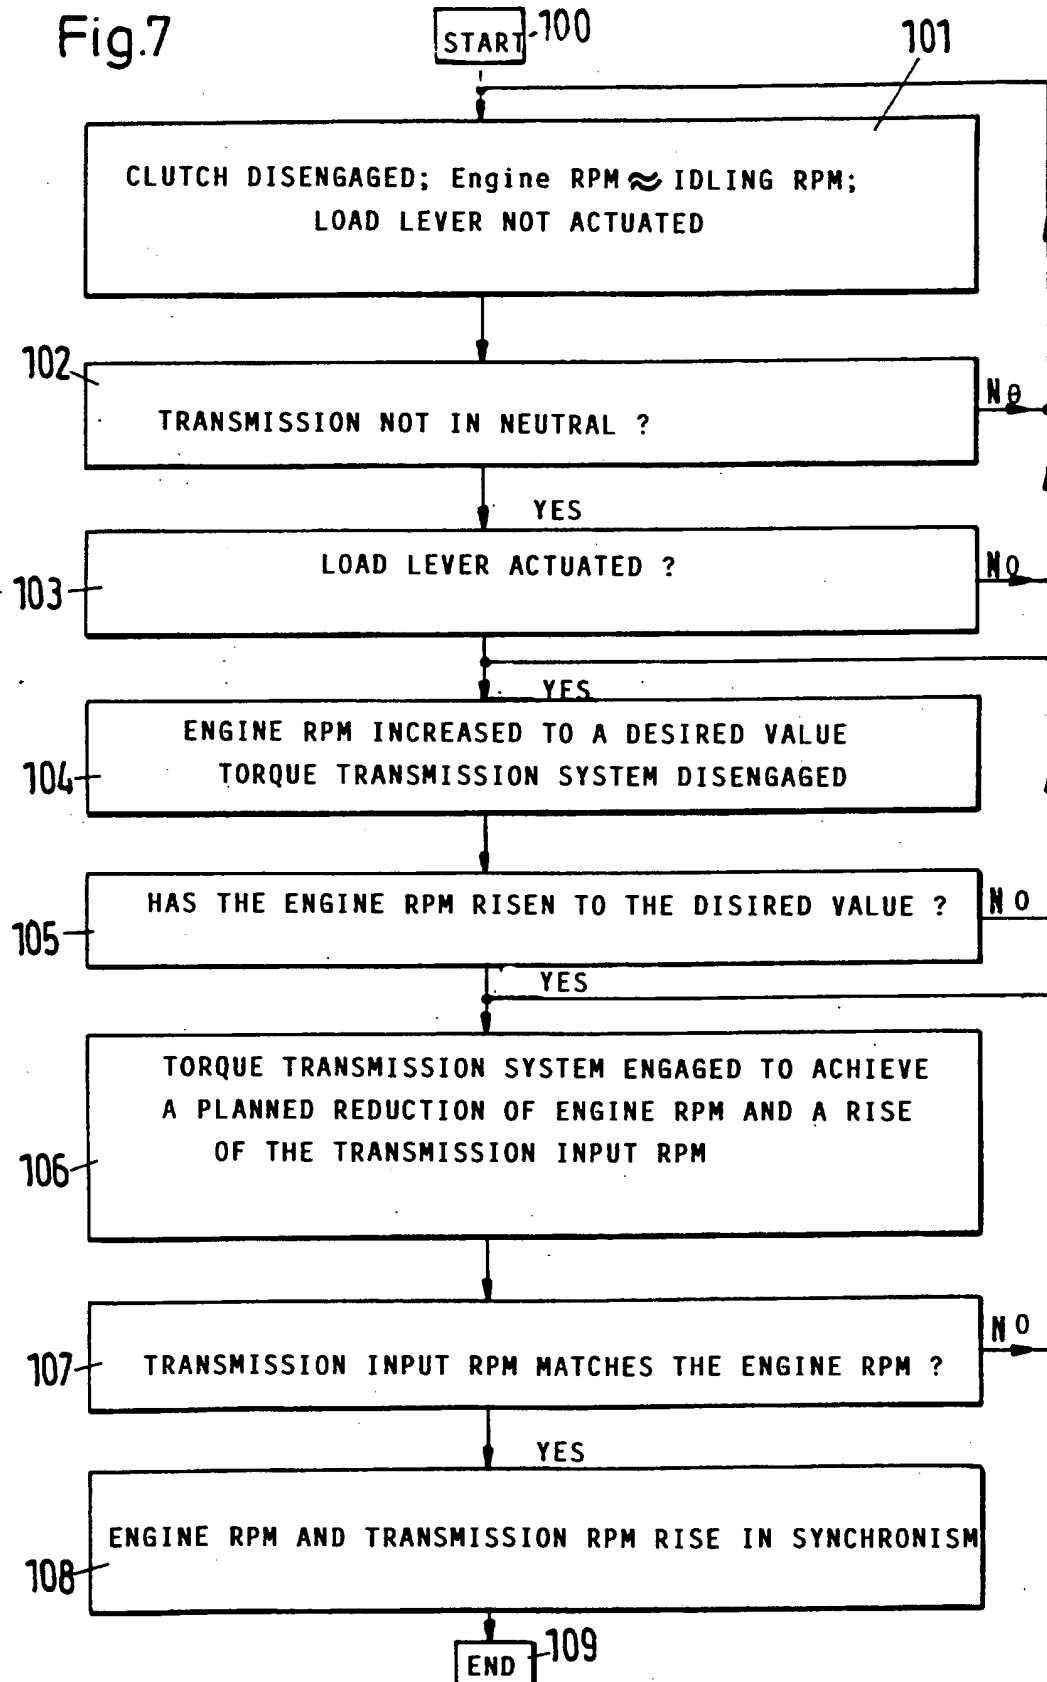 Fig.7
START 100
101
CLUTCH DISENGAGED; Engine RPM ≈ IDLING RPM;
LOAD LEVER NOT ACTUATED
102
TRANSMISSION NOT IN NEUTRAL ?
NO
YES
LOAD LEVER ACTUATED ?
NO
103
YES
ENGINE RPM INCREASED TO A DESIRED VALUE
TORQUE TRANSMISSION SYSTEM DISENGAGED
104
HAS THE ENGINE RPM RISEN TO THE DISIRED VALUE ?
NO
105
YES
TORQUE TRANSMISSION SYSTEM ENGAGED TO ACHIEVE
A PLANNED REDUCTION OF ENGINE RPM AND A RISE
OF THE TRANSMISSION INPUT RPM
106
NO
107
TRANSMISSION INPUT RPM MATCHES THE ENGINE RPM ?
YES
ENGINE RPM AND TRANSMISSION RPM RISE IN SYNCHRONISM
108
END 109